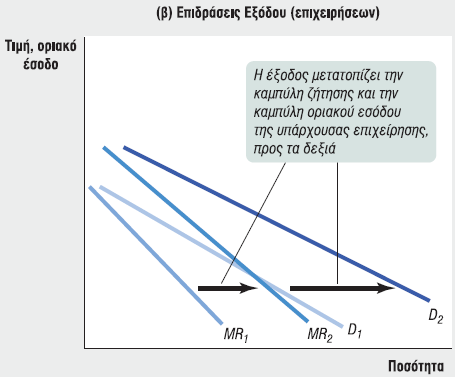 (β) Επιδράσεις Εξόδου (επιχειρήσεων)
Τιμή, οριακό
έσοδο
Η έξοδος μετατοπίζει την
καμπύλη ζήτησης και την
καμπύλη οριακού εσόδου
της υπάρχουσας επιχείρησης,
προς τα δεξιά
D2
MR1
MR2
D1
Ποσότητα